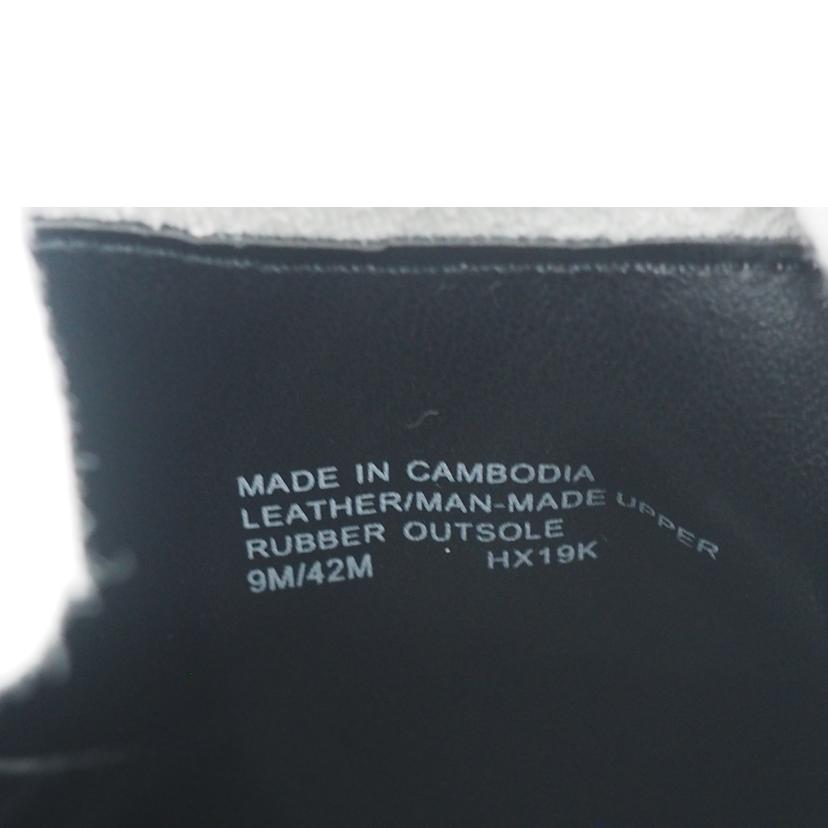 MADE IN CAMBODIA
LEATHER/MAN-MADE UPPER
RUBBER OUTSOLE
9M/42M HX19K